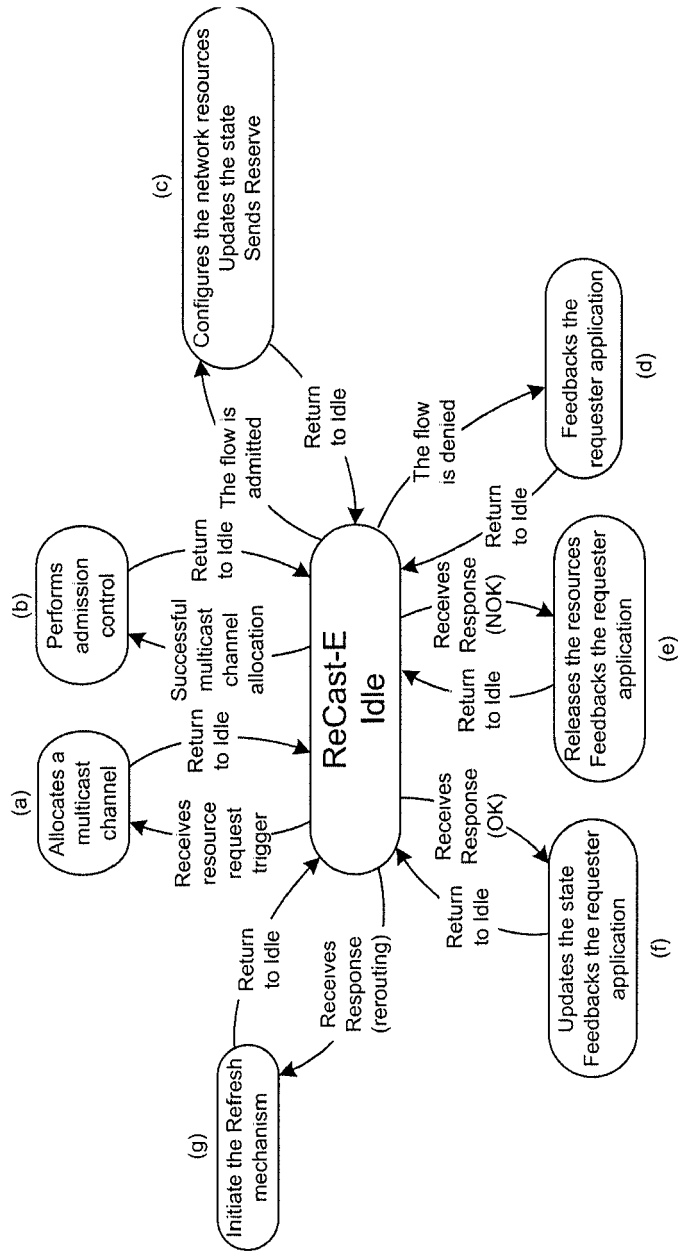 (a)
Allocates a
multicast
channel
Receives
resource
request
trigger
Return
to Idle
(b)
Performs
admission
control
Successful
multicast
channel
allocation
Return
to Idle
(c)
Configures the network resources
Updates the state
Sends Reserve
The flow is
admitted
Return
to Idle
ReCast-E
Idle
The flow
is denied
Return
to Idle
Feedbacks the
requester application
(d)
Receives
Response
(NOK)
Return
to Idle
Releases the resources
Feedbacks the requester
application
(e)
Receives
Response
(OK)
Return
to Idle
Updates the state
Feedbacks the requester
application
(f)
(g)
Initiate the Refresh
mechanism
Return
to Idle
Receives
Response
(rerouting)